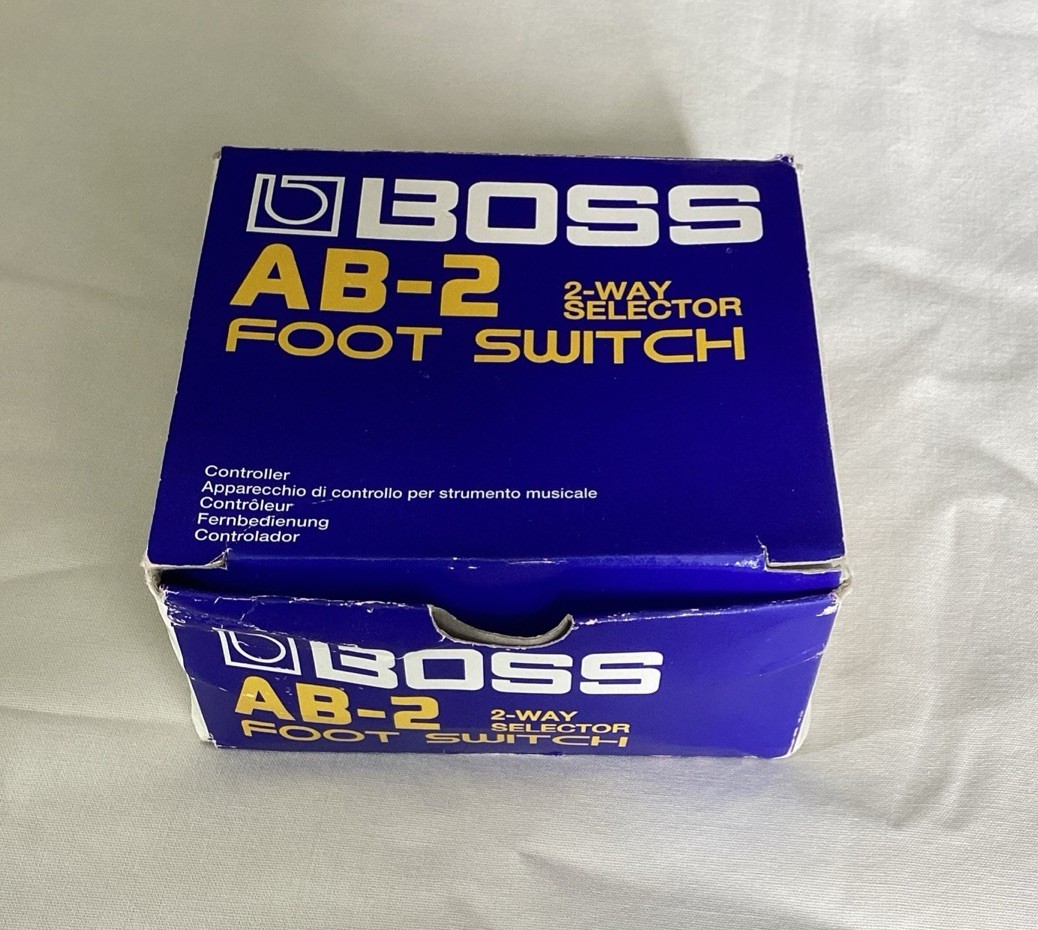 BOSS
AB-2 2-WAY SELECTOR
FOOT SWITCH
Controller
Apparecchio di controllo per strumento musicale
Contrôleur
Fernbedienung
Controlador
BOSS
AB-2 2-WAY SELECTOR
FOOT SWITCH